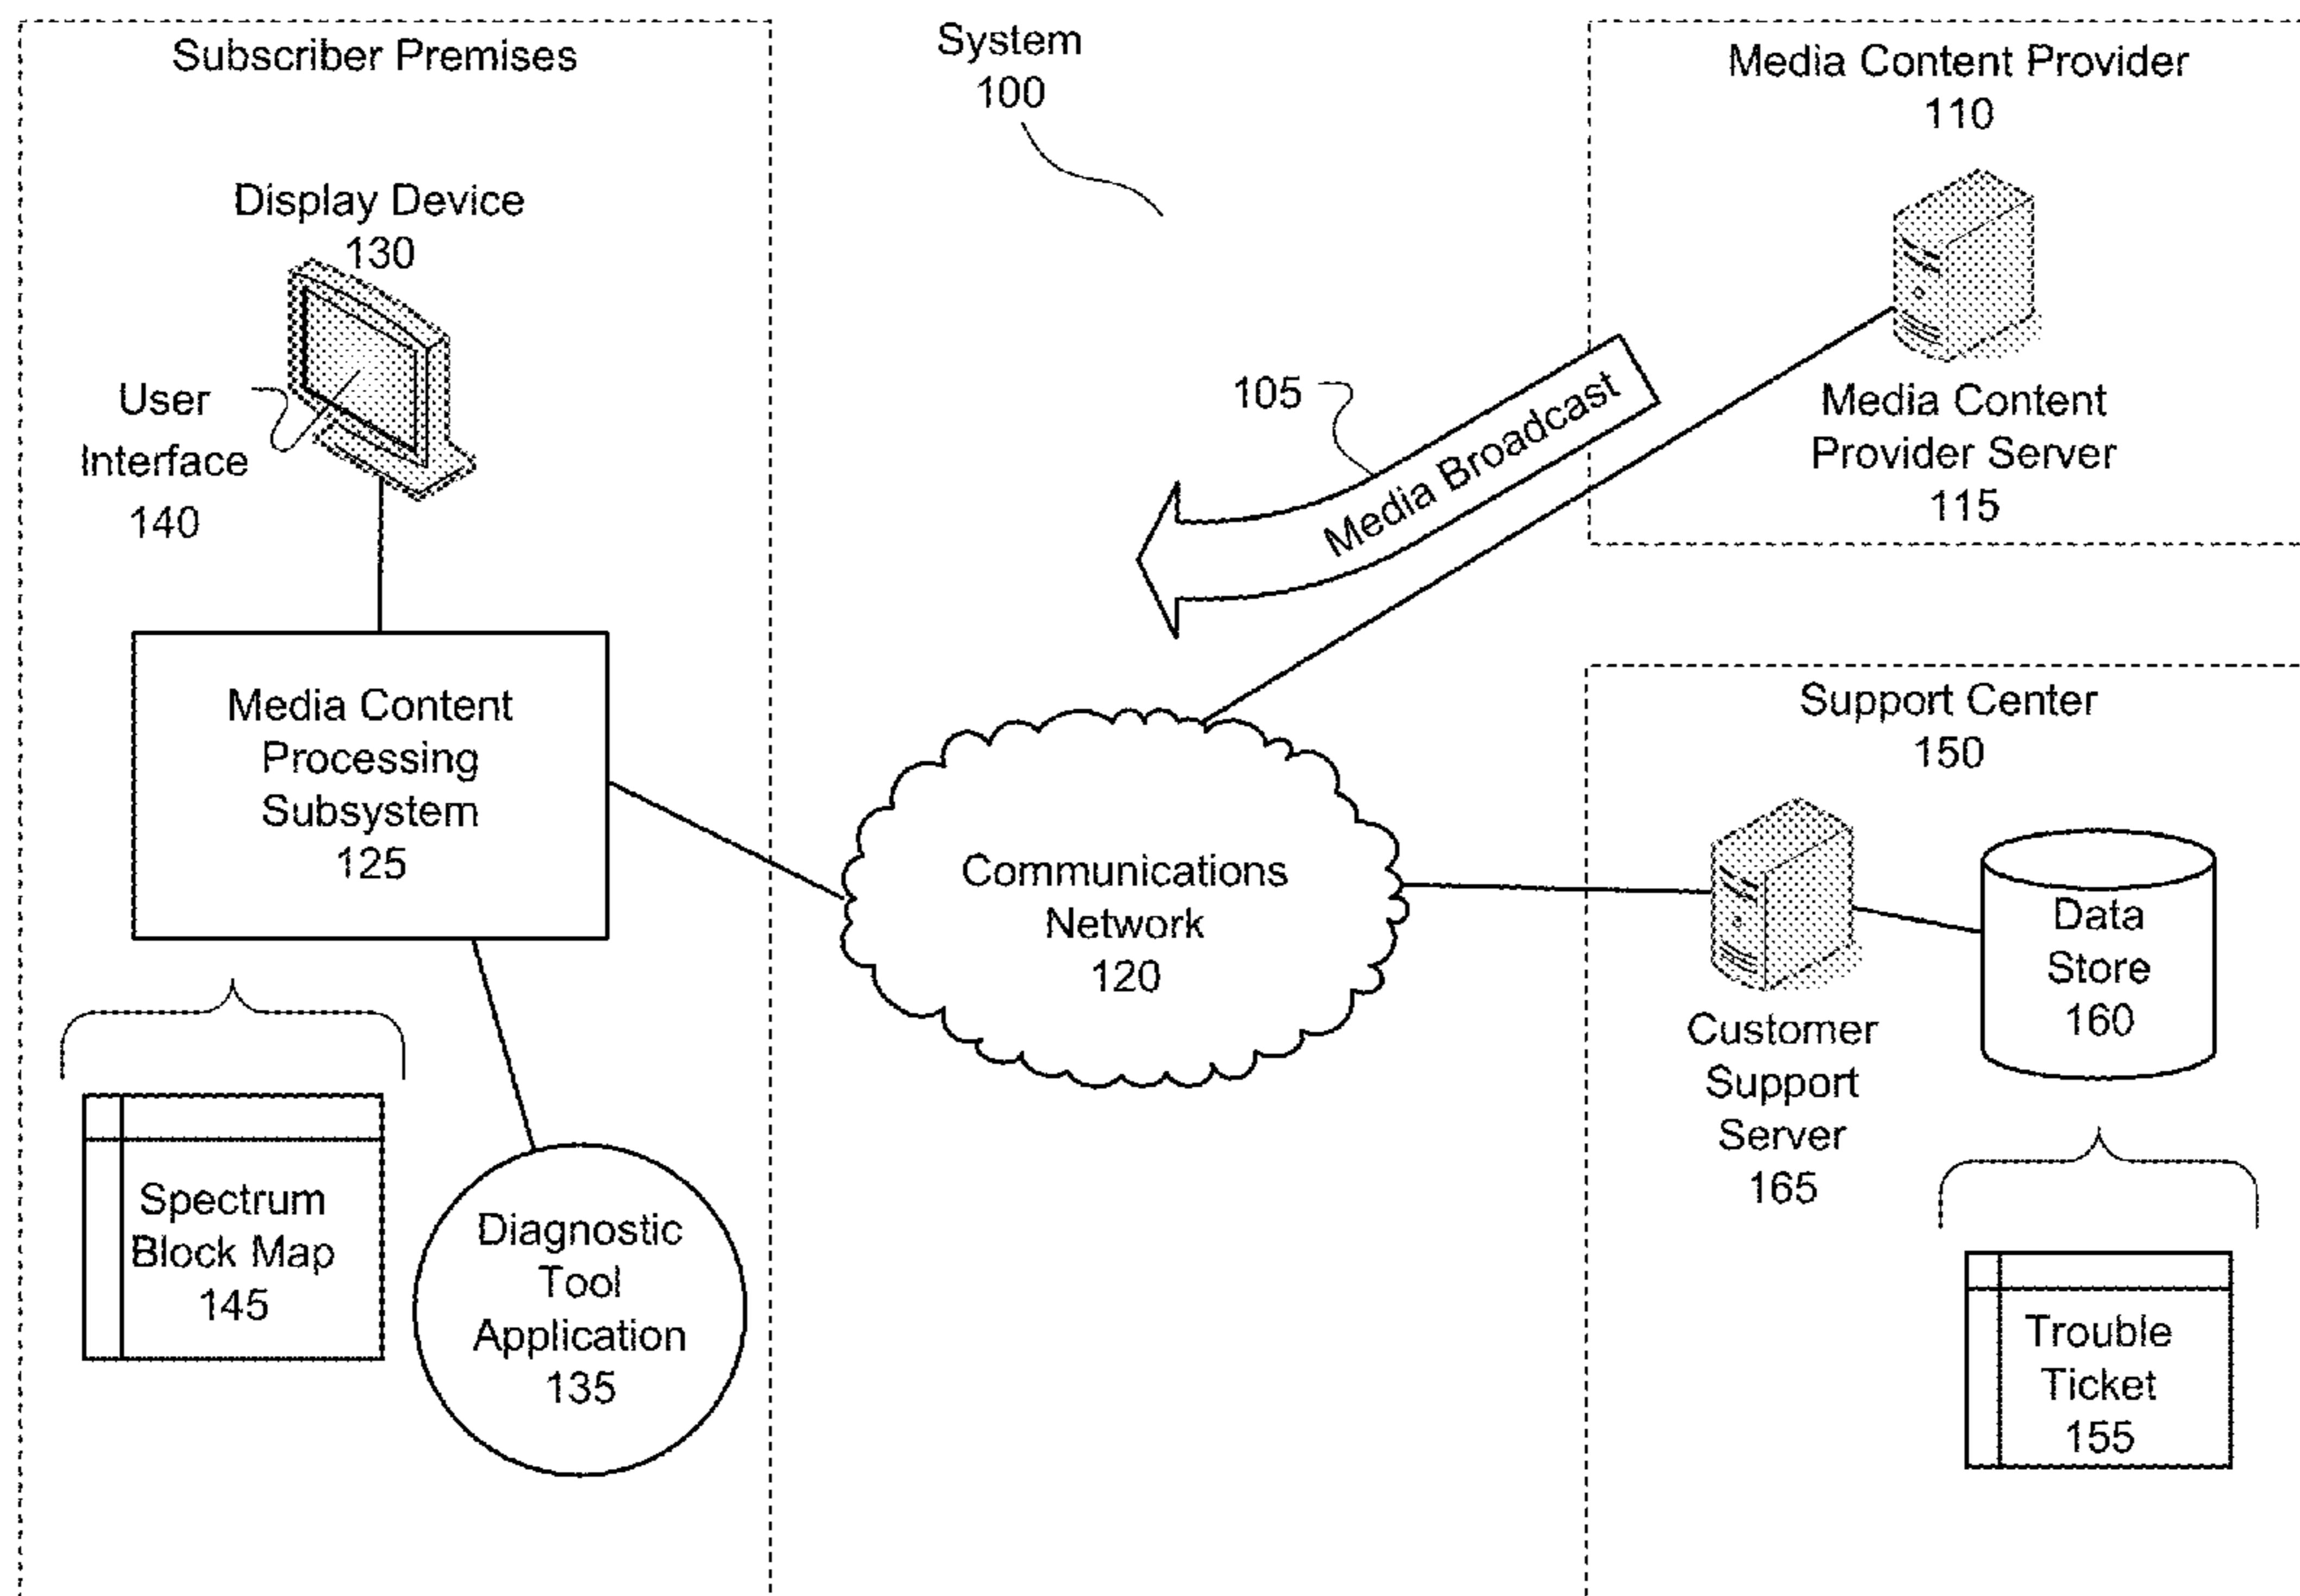 Subscriber Premises
Display Device
130
User
Interface
140
Media Content
Processing
Subsystem
125
Spectrum
Block Map
145
Diagnostic
Tool
Application
135
System
100
105
Media Broadcast
Communications
Network
120
Media Content Provider
110
Media Content
Provider Server
115
Support Center
150
Customer
Support
Server
165
Data
Store
160
Trouble
Ticket
155